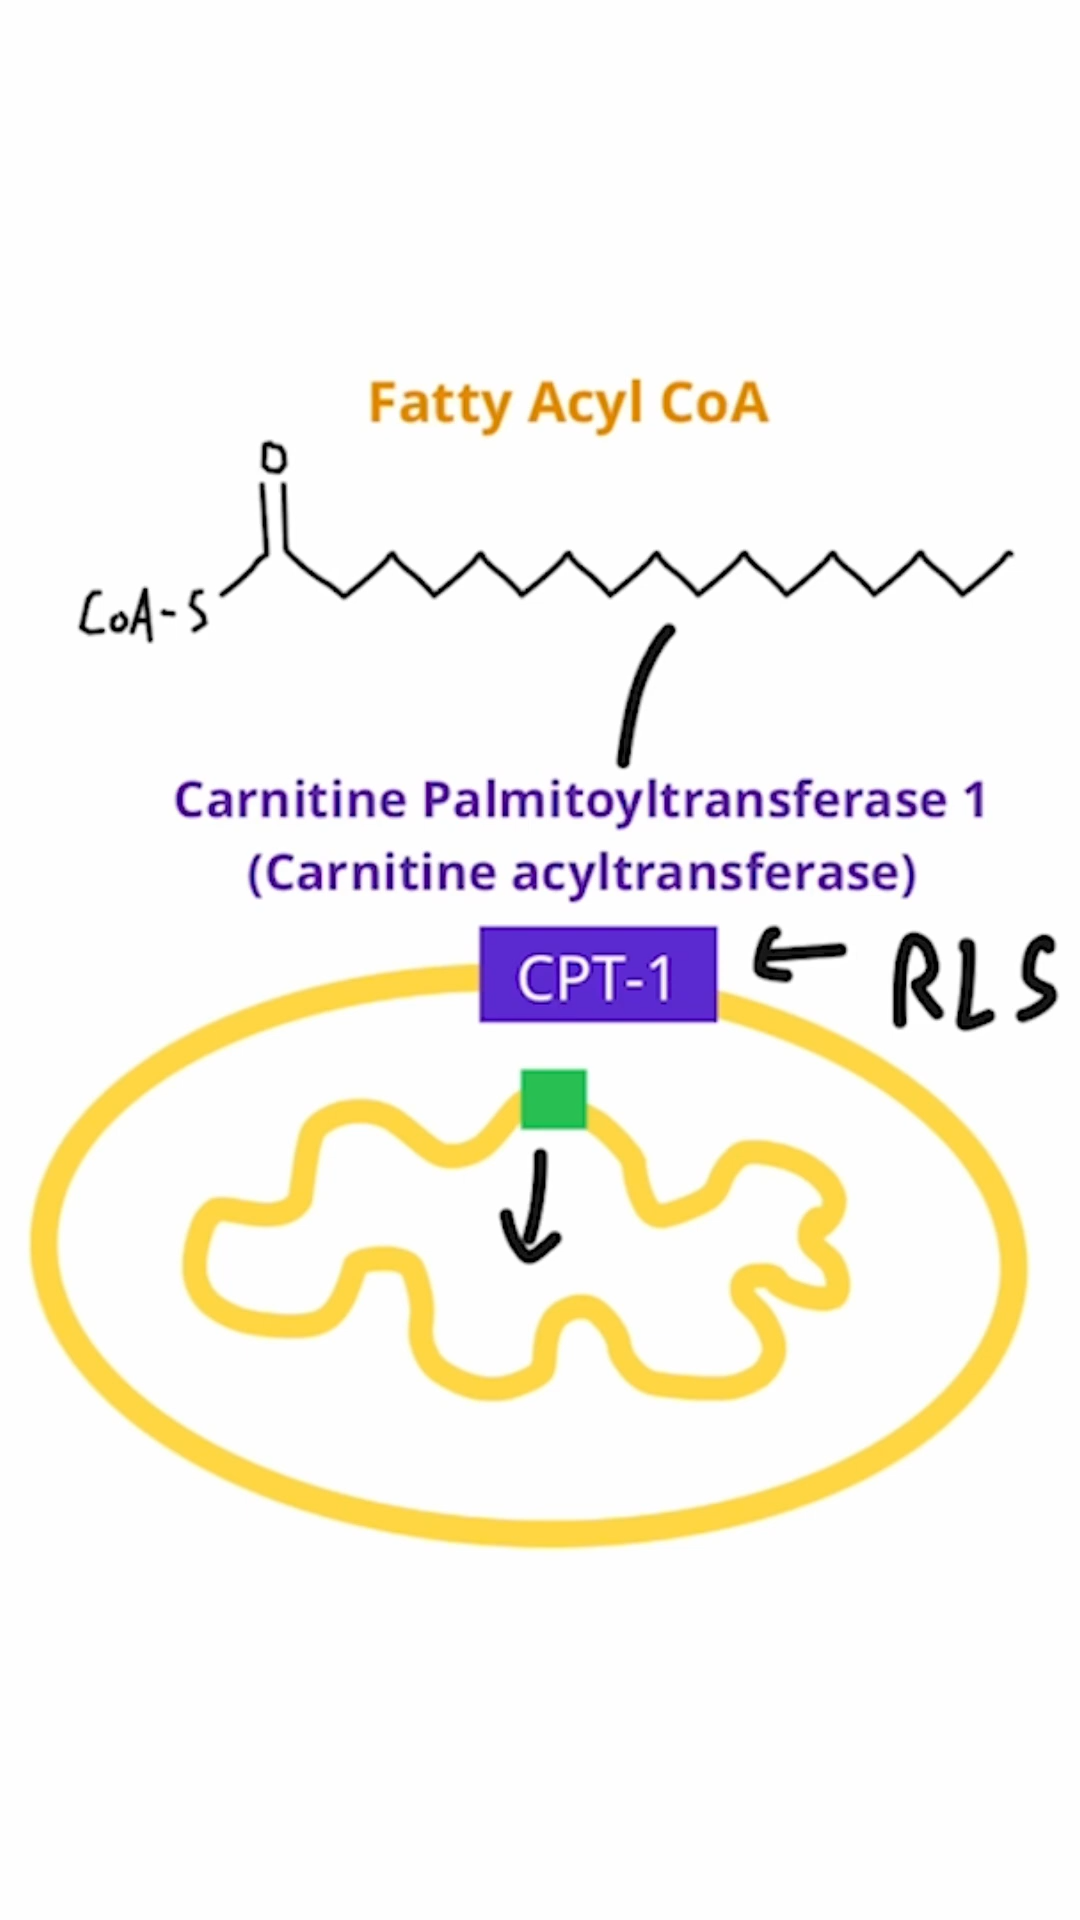 Fatty Acyl CoA
O
CoA-S
Carnitine Palmitoyltransferase 1
(Carnitine acyltransferase)
CPT-1
RLS